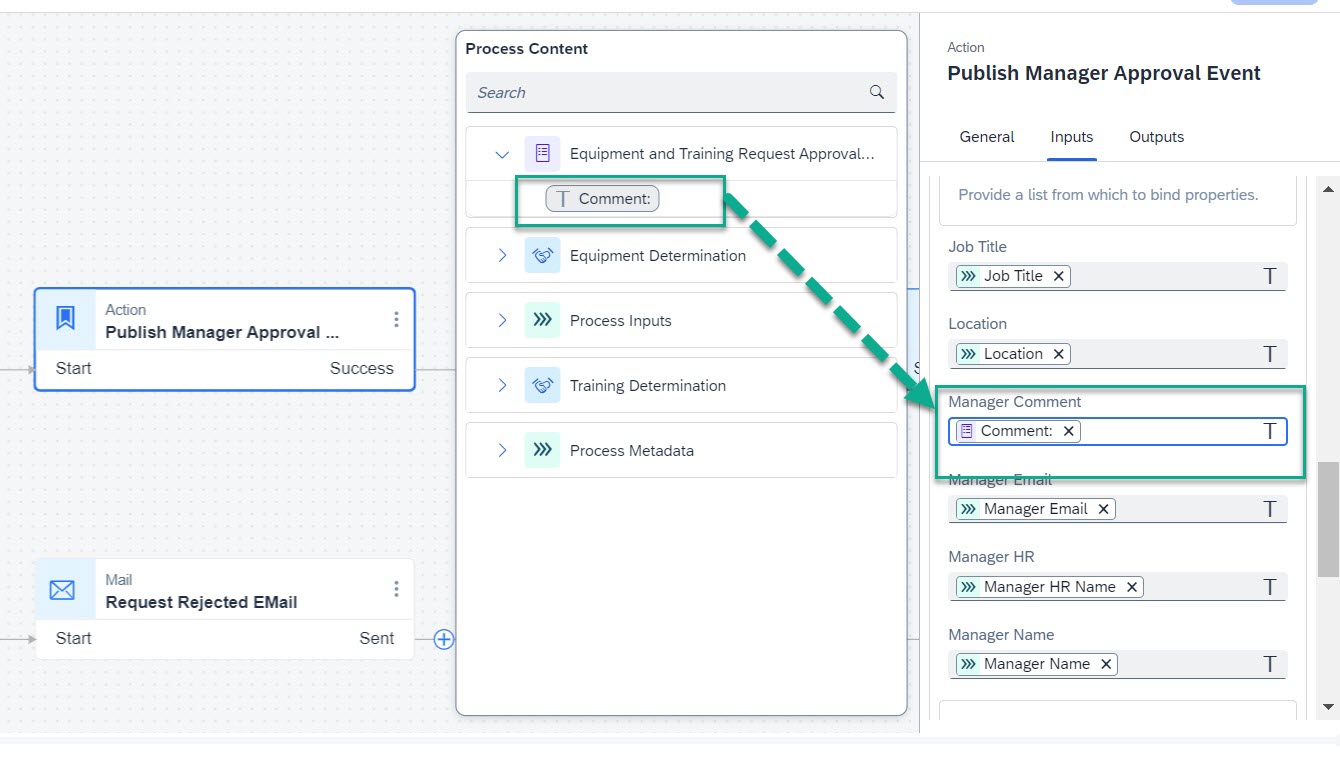 Action
Publish Manager Approval ...
Start
Success
Mail
Request Rejected EMail
Start
Sent
Process Content
Search
Equipment and Training Request Approval...
Comment:
Equipment Determination
Process Inputs
Training Determination
Process Metadata
Action
Publish Manager Approval Event
General
Inputs
Outputs
Provide a list from which to bind properties.
Job Title
Job Title
Location
Location
Manager Comment
Comment:
Manager Email
Manager Email
Manager HR
Manager HR Name
Manager Name
Manager Name